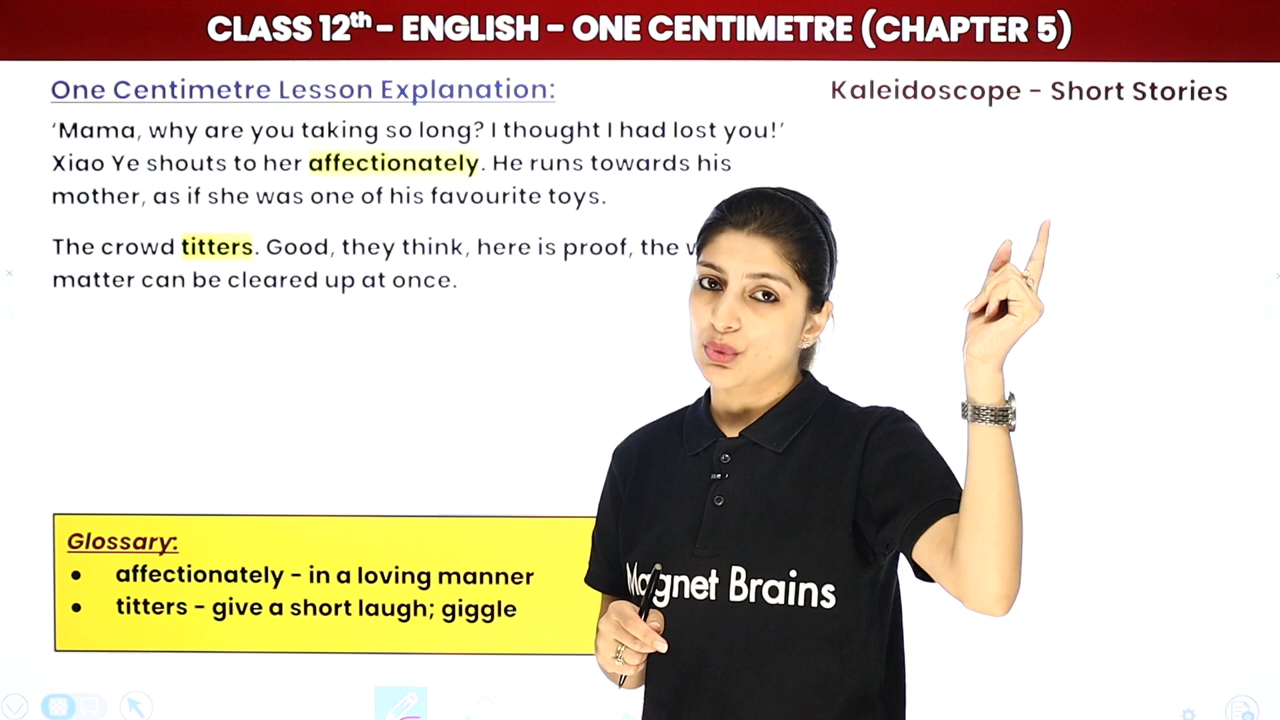 CLASS 12th - ENGLISH - ONE CENTIMETRE (CHAPTER 5)
One Centimetre Lesson Explanation:
Kaleidoscope - Short Stories
‘Mama, why are you taking so long? I thought I had lost you!’
Xiao Ye shouts to her affectionately. He runs towards his
mother, as if she was one of his favourite toys.
The crowd titters. Good, they think, here is proof, the
matter can be cleared up at once.
Glossary:
• affectionately - in a loving manner
• titters - give a short laugh; giggle
Magnet Brains